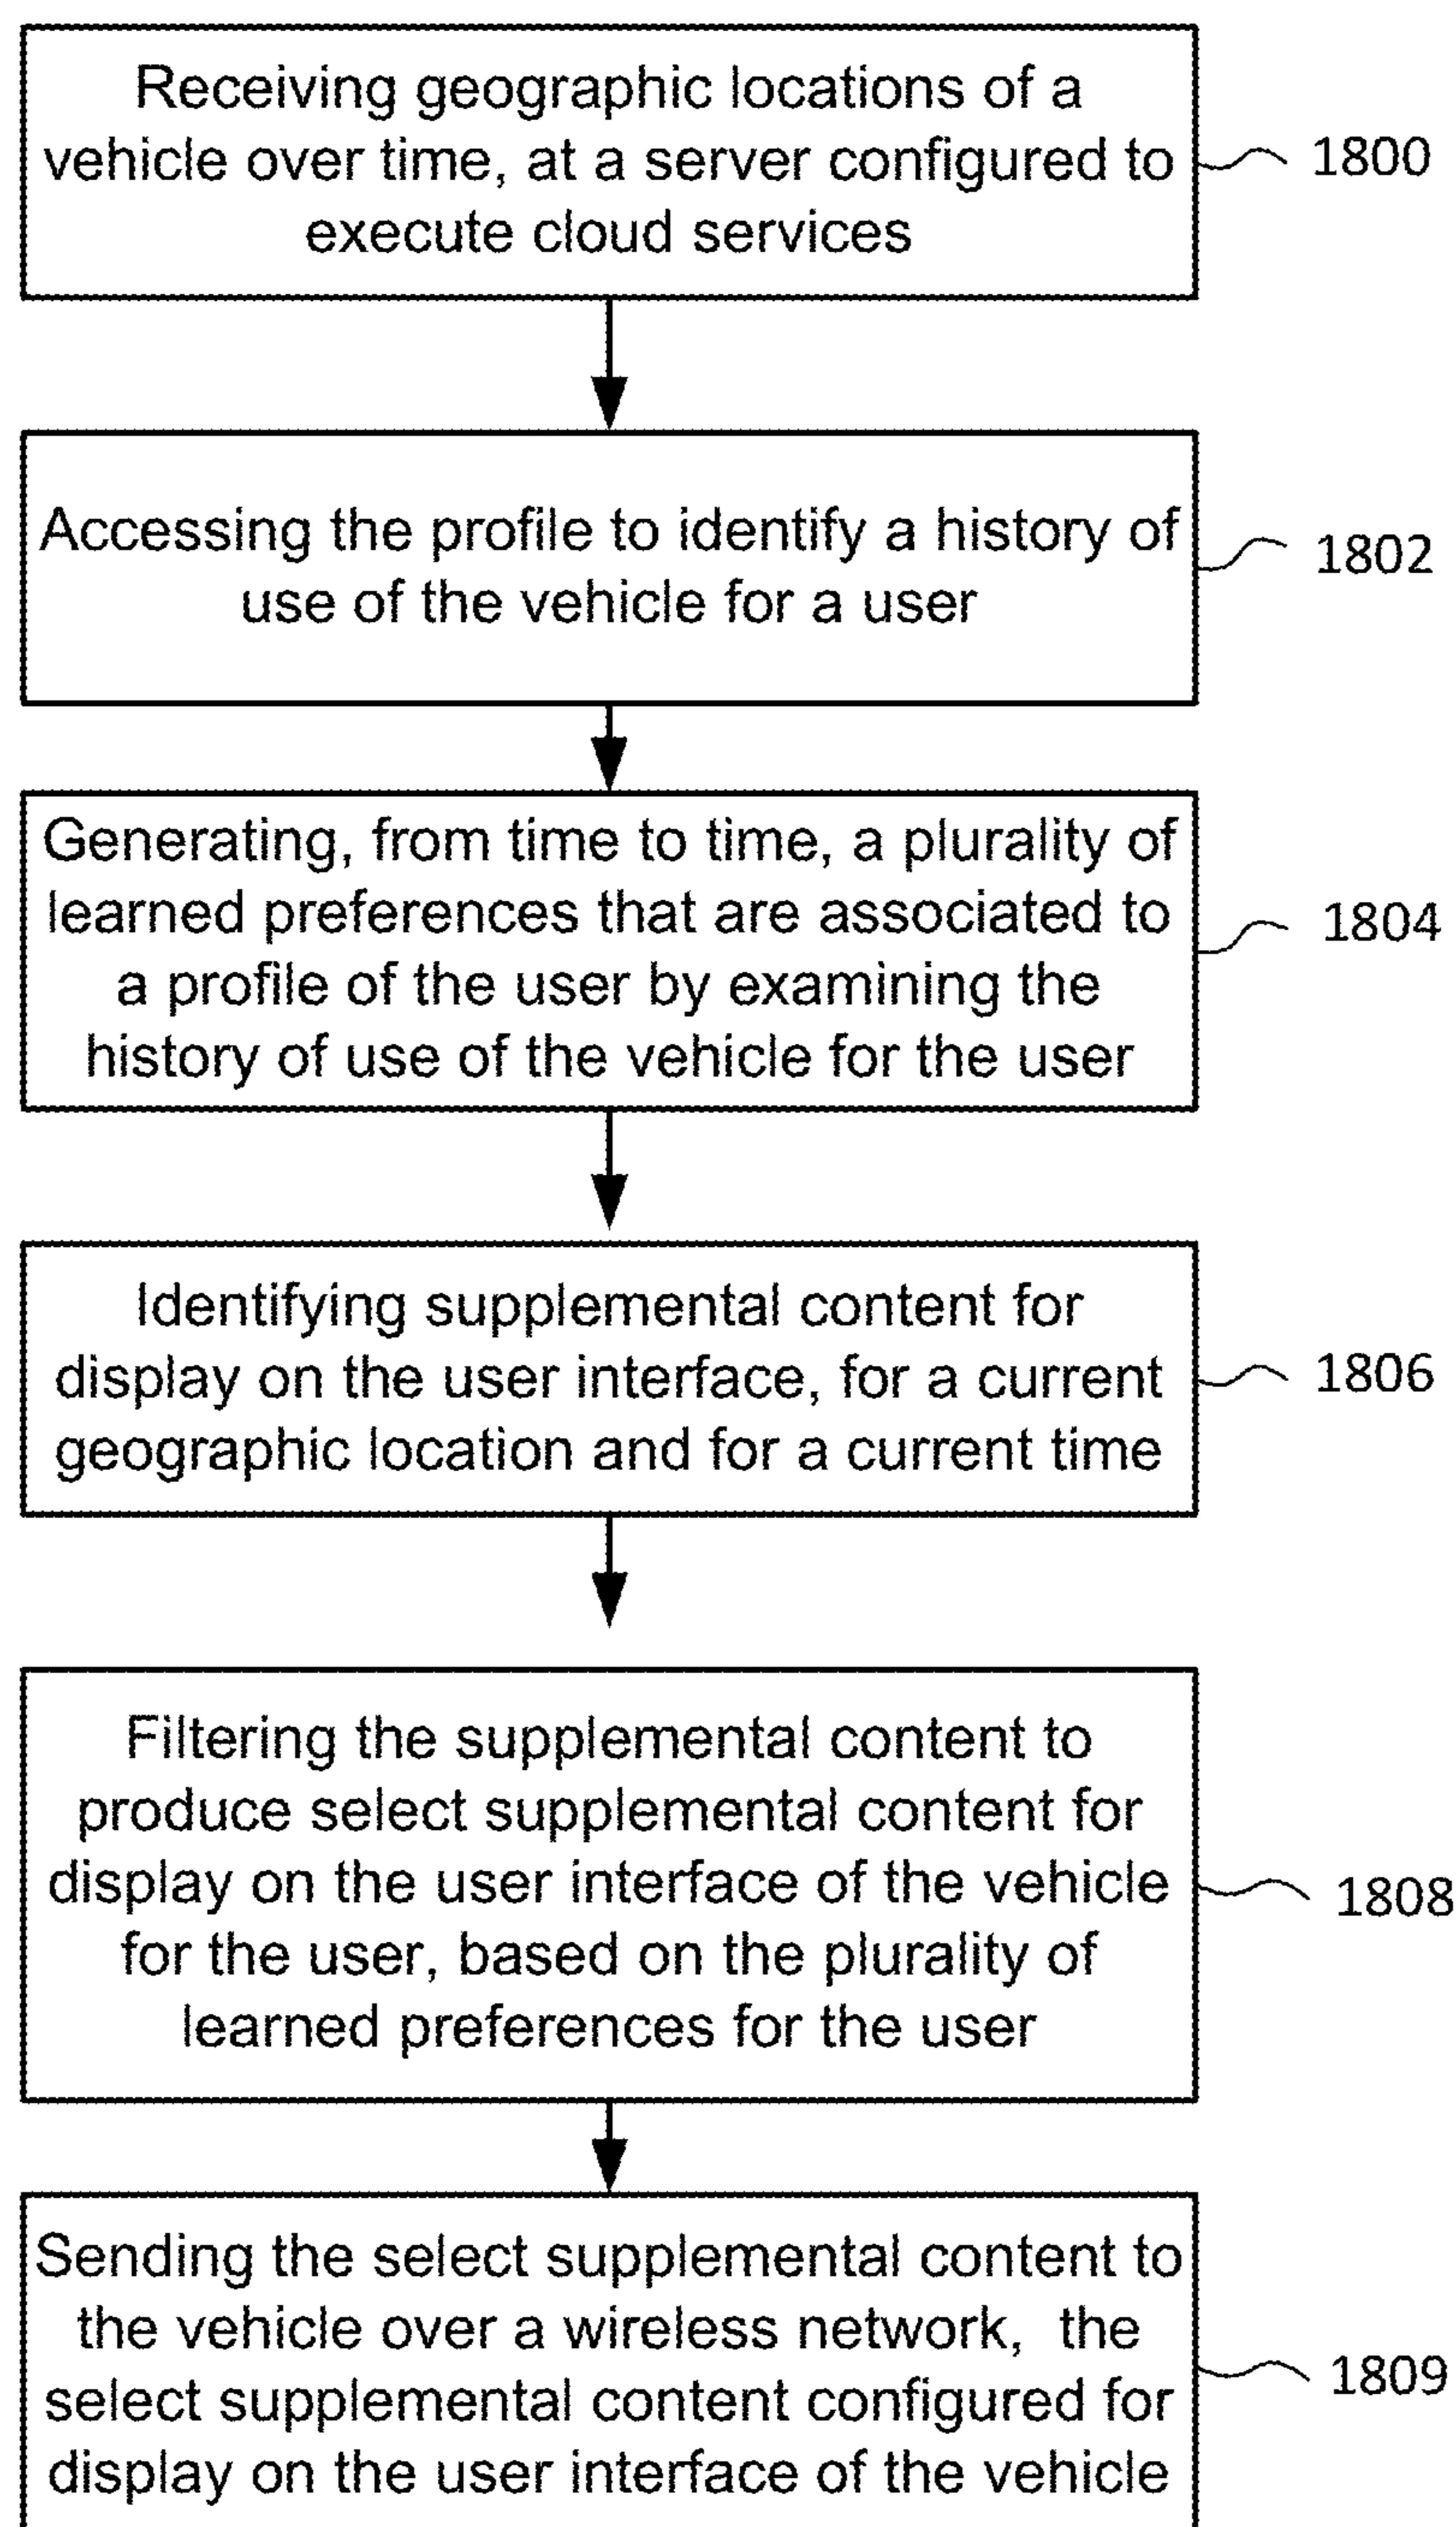 Receiving geographic locations of a
vehicle over time, at a server configured to
execute cloud services
1800
Accessing the profile to identify a history of
use of the vehicle for a user
1802
Generating, from time to time, a plurality of
learned preferences that are associated to
a profile of the user by examining the
history of use of the vehicle for the user
1804
Identifying supplemental content for
display on the user interface, for a current
geographic location and for a current time
1806
Filtering the supplemental content to
produce select supplemental content for
display on the user interface of the vehicle
for the user, based on the plurality of
learned preferences for the user
1808
Sending the select supplemental content to
the vehicle over a wireless network, the
select supplemental content configured for
display on the user interface of the vehicle
1809